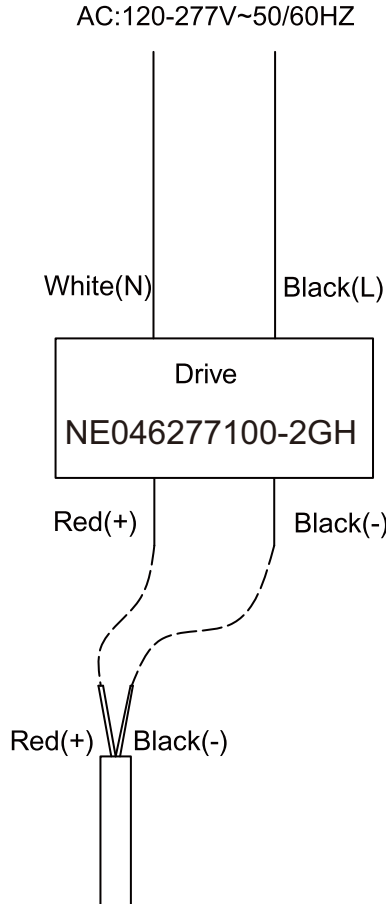 AC:120-277V~50/60HZ
White(N)
Black(L)
Drive
NE046277100-2GH
Red(+)
Black(-)
Red(+)
Black(-)